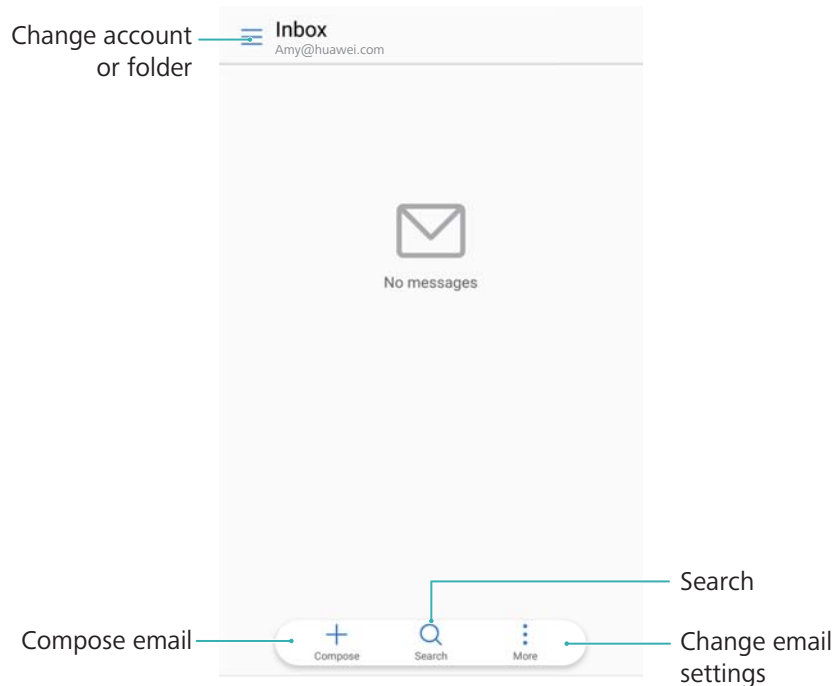 Change account
or folder
Inbox
Amy@huawei.com
No messages
Search
Compose email
Compose
Search
More
Change email
settings